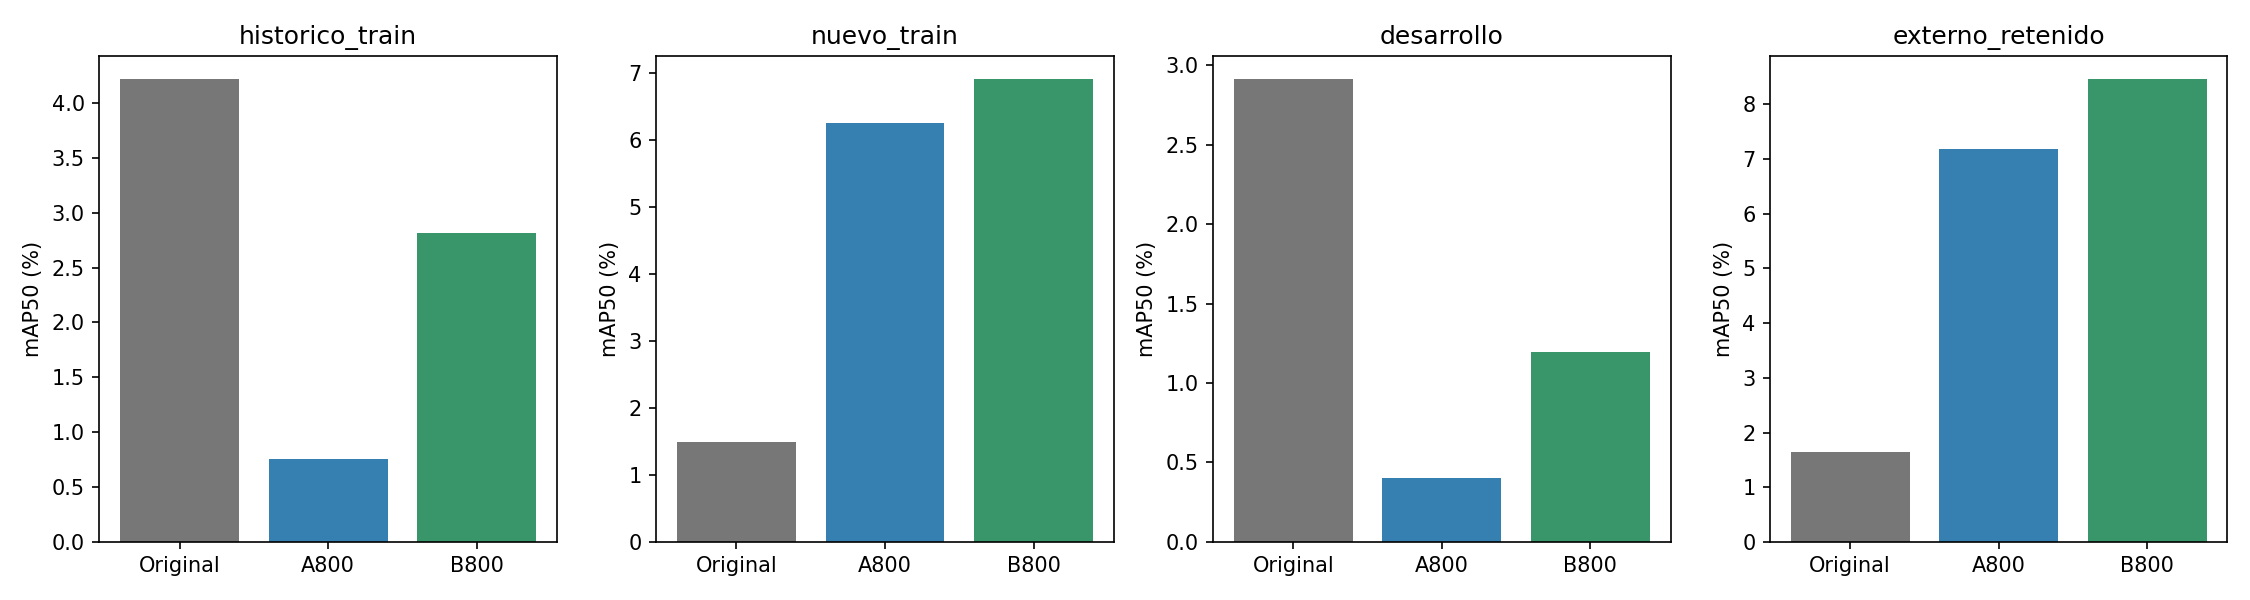 historico_train
mAP50 (%)
4.0
3.5
3.0
2.5
2.0
1.5
1.0
0.5
0.0
Original A800 B800
nuevo_train
mAP50 (%)
7
6
5
4
3
2
1
0
Original A800 B800
desarrollo
mAP50 (%)
3.0
2.5
2.0
1.5
1.0
0.5
0.0
Original A800 B800
externo_retenido
mAP50 (%)
8
7
6
5
4
3
2
1
0
Original A800 B800